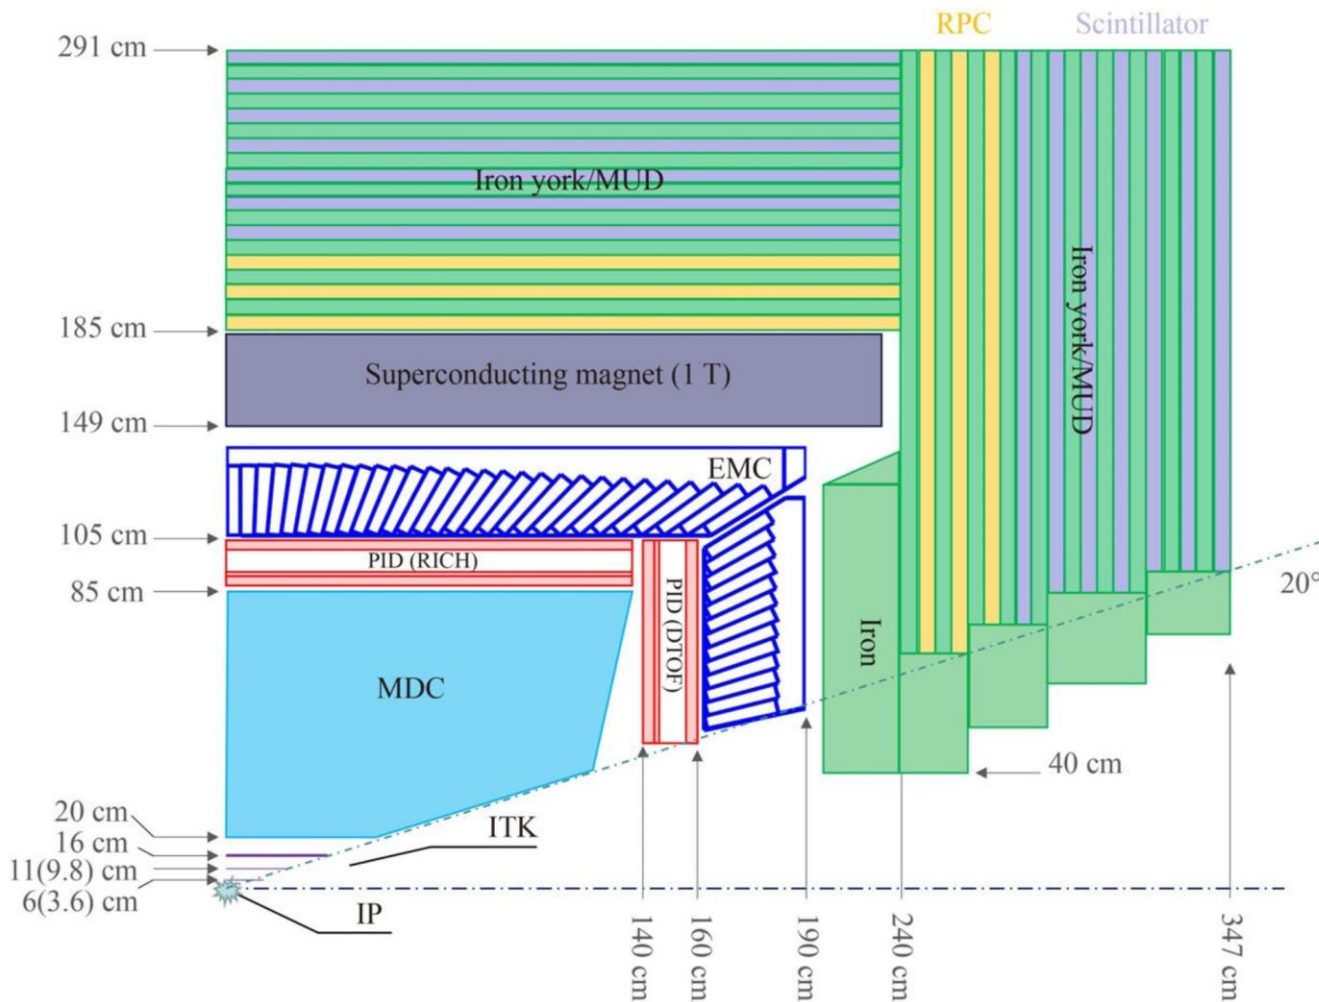 RPC
Scintillator
291 cm
Iron york/MUD
Iron york/MUD
185 cm
Superconducting magnet (1 T)
149 cm
EMC
105 cm
PID (RICH)
85 cm
PID (DTOF)
20°
Iron
MDC
40 cm
20 cm
16 cm
11(9.8) cm
6(3.6) cm
ITK
IP
140 cm
160 cm
190 cm
240 cm
347 cm